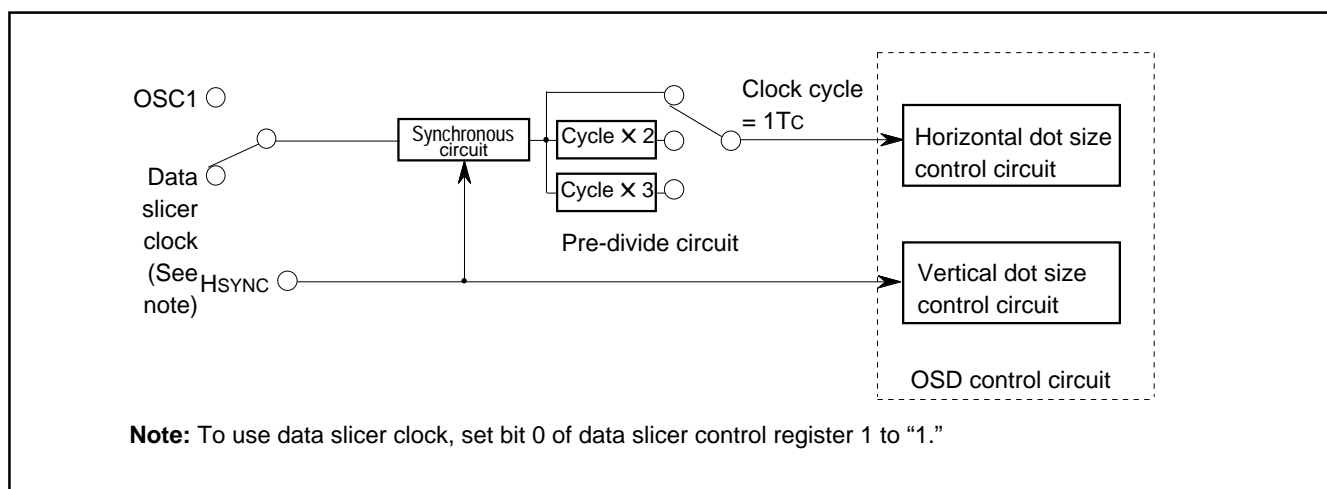 OSC1
Data
slicer
clock
(See
note)
HSYNC
Synchronous
circuit
Cycle × 2
Cycle × 3
Pre-divide circuit
Clock cycle
= 1TC
Horizontal dot size
control circuit
Vertical dot size
control circuit
OSD control circuit
Note: To use data slicer clock, set bit 0 of data slicer control register 1 to “1.”